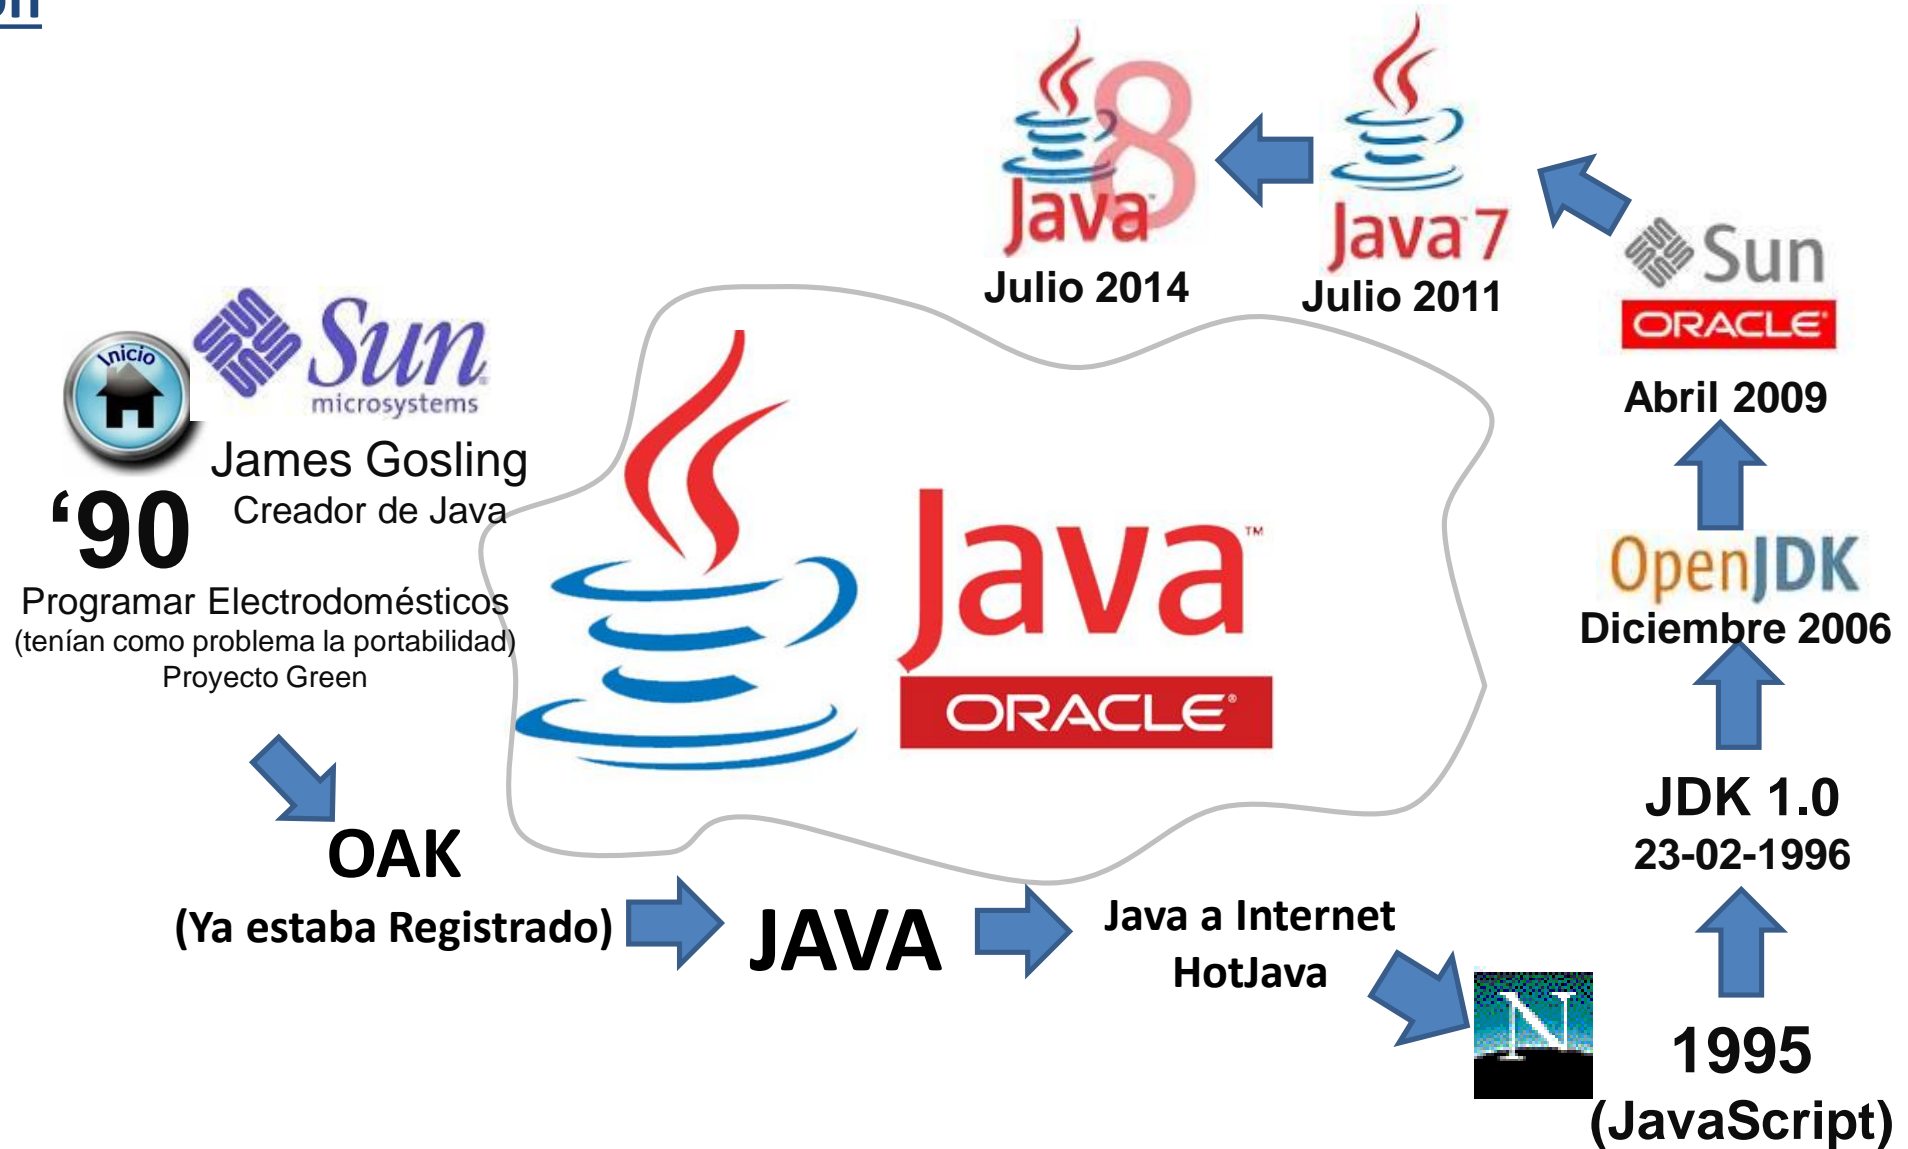 Inicio
Sun
microsystems
James Gosling
Creador de Java
‘90
Programar Electrodomésticos
(tenían como problema la portabilidad)
Proyecto Green
OAK
(Ya estaba Registrado)
JAVA
Java a Internet
HotJava
N
1995
(JavaScript)
JDK 1.0
23-02-1996
OpenJDK
Diciembre 2006
Sun
ORACLE®
Abril 2009
Java 7
Julio 2011
Java 8
Julio 2014
Java™
ORACLE®